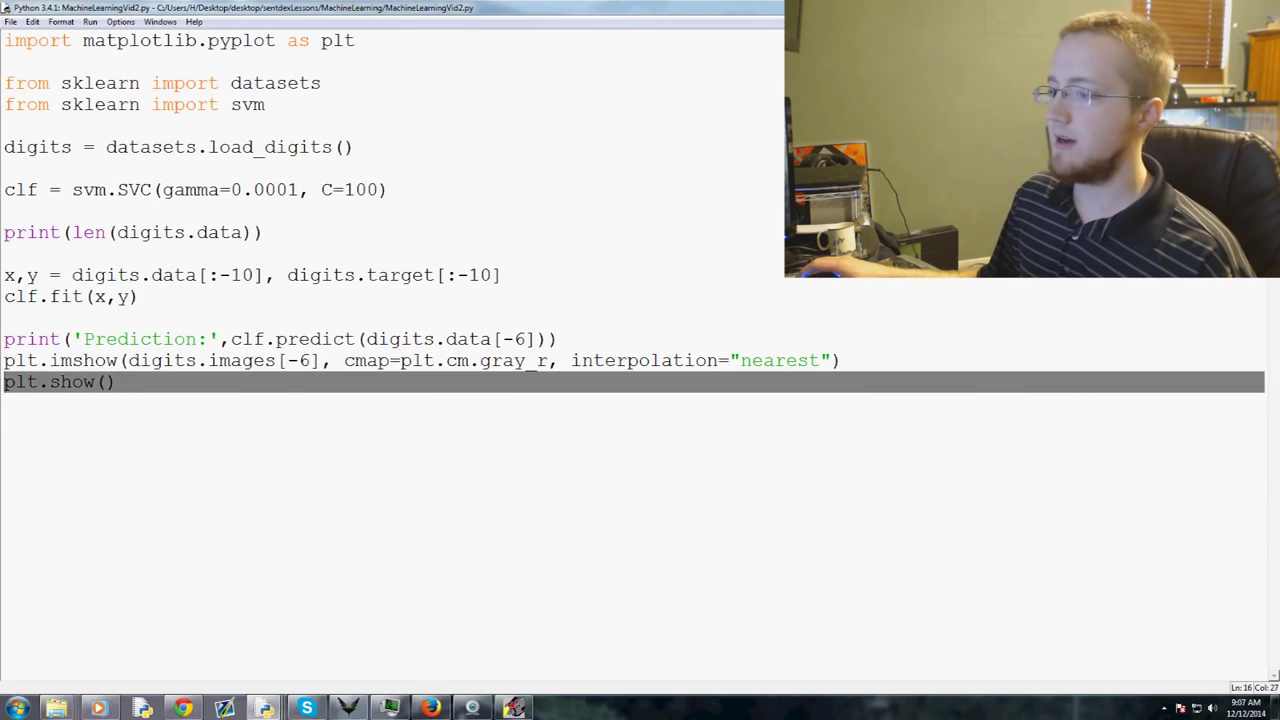 Python 3.4.1: MachineLearningVid2.py - C:/Users/H/Desktop/desktop/sentdexLessons/MachineLearning/MachineLearningVid2.py
File Edit Format Run Options Windows Help
import matplotlib.pyplot as plt
from sklearn import datasets
from sklearn import svm
digits = datasets.load_digits()
clf = svm.SVC(gamma=0.0001, C=100)
print(len(digits.data))
x,y = digits.data[:-10], digits.target[:-10]
clf.fit(x,y)
print('Prediction:',clf.predict(digits.data[-6]))
plt.imshow(digits.images[-6], cmap=plt.cm.gray_r, interpolation="nearest")
plt.show()
Ln: 16 Col: 27
9:07 AM
12/12/2014